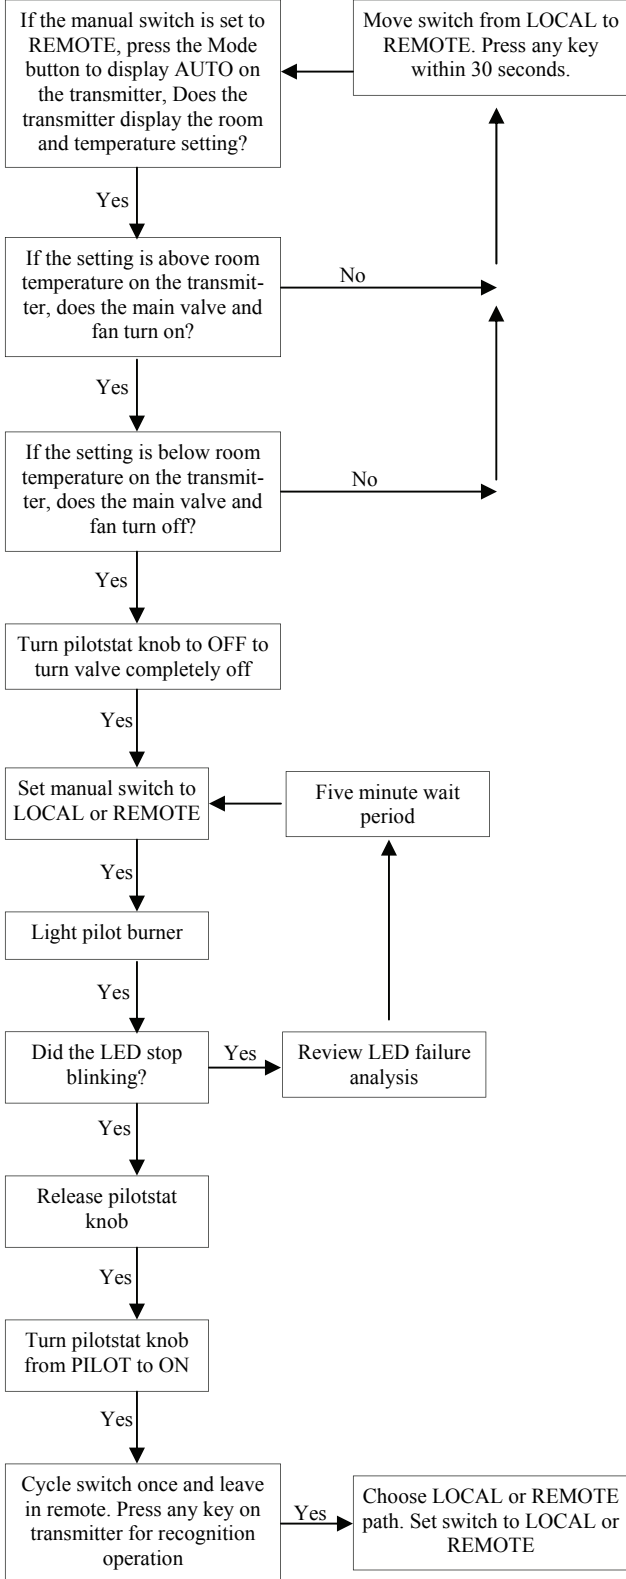 If the manual switch is set to
REMOTE, press the Mode
button to display AUTO on
the transmitter, Does the
transmitter display the room
and temperature setting?
Move switch from LOCAL to
REMOTE. Press any key
within 30 seconds.
Yes
If the setting is above room
temperature on the transmit-
ter, does the main valve and
fan turn on?
No
Yes
If the setting is below room
temperature on the transmit-
ter, does the main valve and
fan turn off?
No
Yes
Turn pilotstat knob to OFF to
turn valve completely off
Yes
Set manual switch to
LOCAL or REMOTE
Five minute wait
period
Yes
Light pilot burner
Yes
Did the LED stop
blinking?
Yes
Review LED failure
analysis
Yes
Release pilotstat
knob
Yes
Turn pilotstat knob
from PILOT to ON
Yes
Cycle switch once and leave
in remote. Press any key on
transmitter for recognition
operation
Yes
Choose LOCAL or REMOTE
path. Set switch to LOCAL or
REMOTE